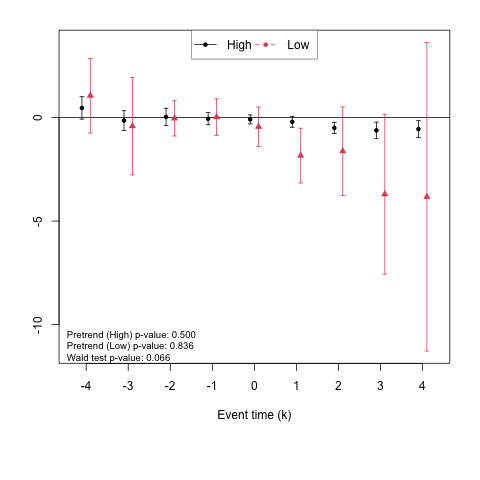 High Low
0
-5
-10
Pretrend (High) p-value: 0.500
Pretrend (Low) p-value: 0.836
Wald test p-value: 0.066
-4 -3 -2 -1 0 1 2 3 4
Event time (k)